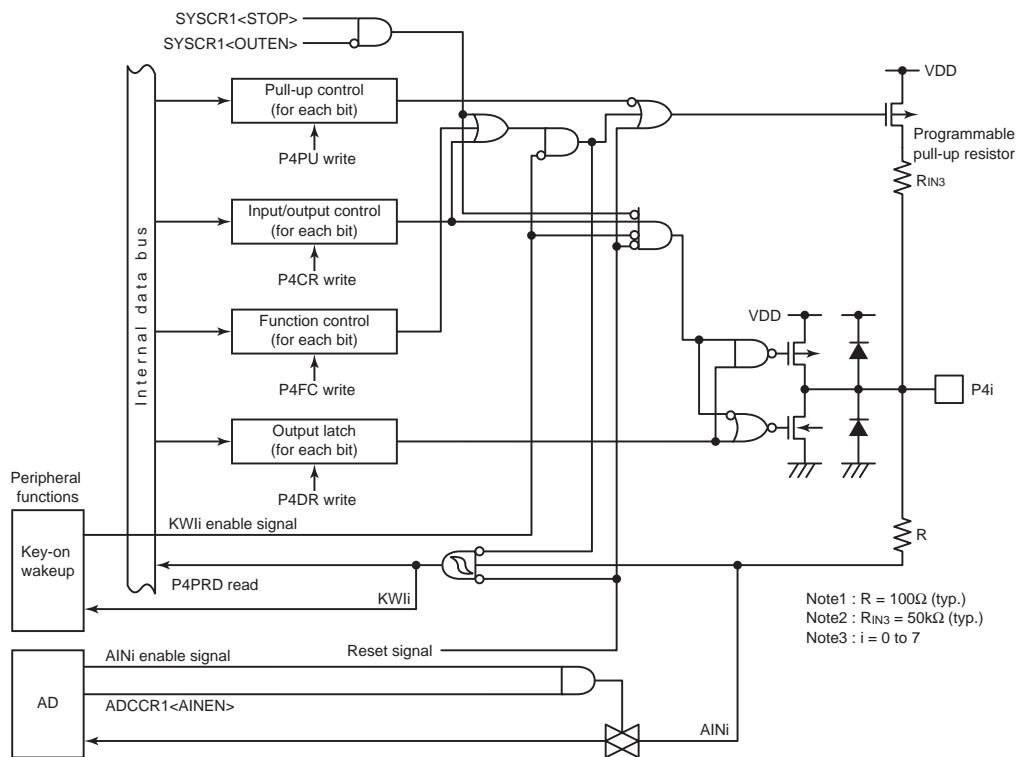 SYSCR1<STOP>
SYSCR1<OUTEN>
VDD
Pull-up control
(for each bit)
P4PU write
Programmable
pull-up resistor
RIN3
Input/output control
(for each bit)
P4CR write
Internal data bus
Function control
(for each bit)
P4FC write
VDD
P4i
Output latch
(for each bit)
P4DR write
Peripheral
functions
KWIi enable signal
Key-on
wakeup
R
P4PRD read
KWIi
Note1 : R = 100Ω (typ.)
Note2 : RIN3 = 50kΩ (typ.)
Note3 : i = 0 to 7
Reset signal
AINi enable signal
AD
ADCCR1<AINEN>
AINi